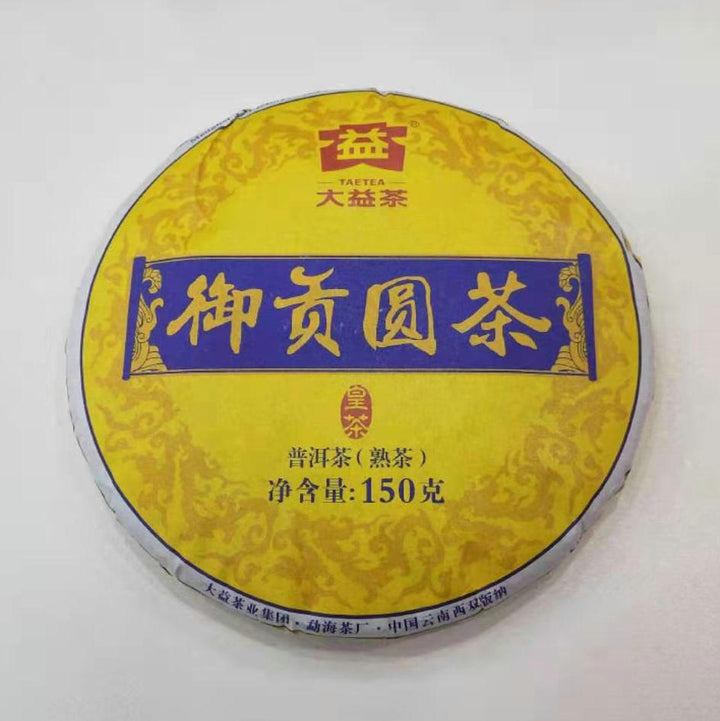 益®
TAETEA
大益茶
御贡圆茶
皇茶
普洱茶（熟茶）
净含量:150克
大益茶业集团·勐海茶厂·中国云南西双版纳